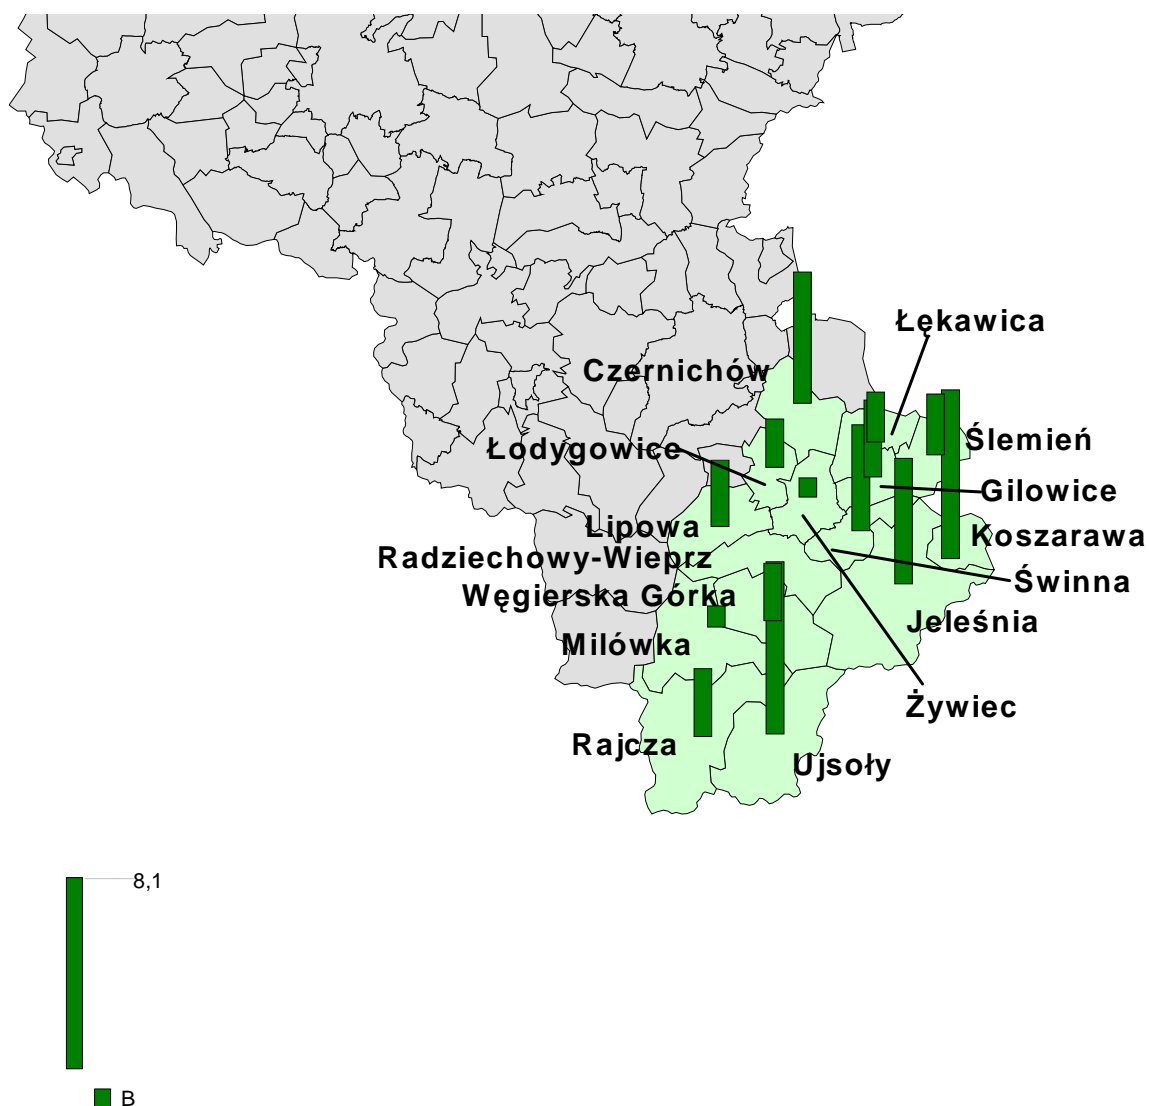 Łękawica
Czernichów
Ślemień
Łodygowice
Gilowice
Lipowa
Koszarawa
Radziechowy-Wieprz
Świnna
Węgierska Górka
Jeleśnia
Milówka
Żywiec
Rajcza
Ujsoły
8,1
B